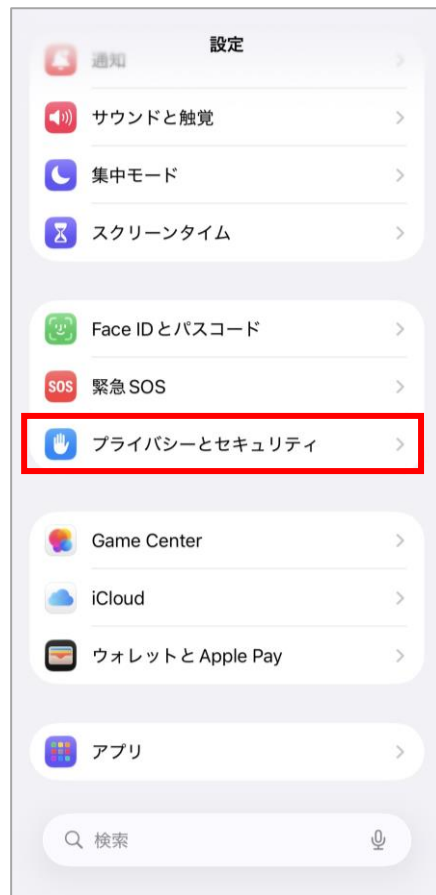 設定
通知
サウンドと触覚
集中モード
スクリーンタイム
Face IDとパスコード
SOS 緊急SOS
プライバシーとセキュリティ
Game Center
iCloud
ウォレットとApple Pay
アプリ
検索